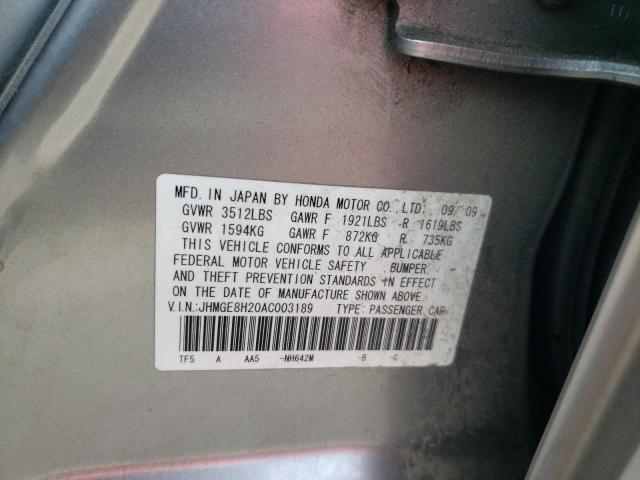 MFD. IN JAPAN BY HONDA MOTOR CO., LTD. 09 09
GVWR 3512LBS GAWR F 1921LBS R 1619LBS
GVWR 1594KG GAWR F 872KG R 735KG
THIS VEHICLE CONFORMS TO ALL APPLICABLE
FEDERAL MOTOR VEHICLE SAFETY BUMPER
AND THEFT PREVENTION STANDARDS IN EFFECT
ON THE DATE OF MANUFACTURE SHOWN ABOVE.
V.I.N.:JHMGE8H20AC003189 TYPE: PASSENGER CAR
TF5 A AA5 -NH642M -B -C